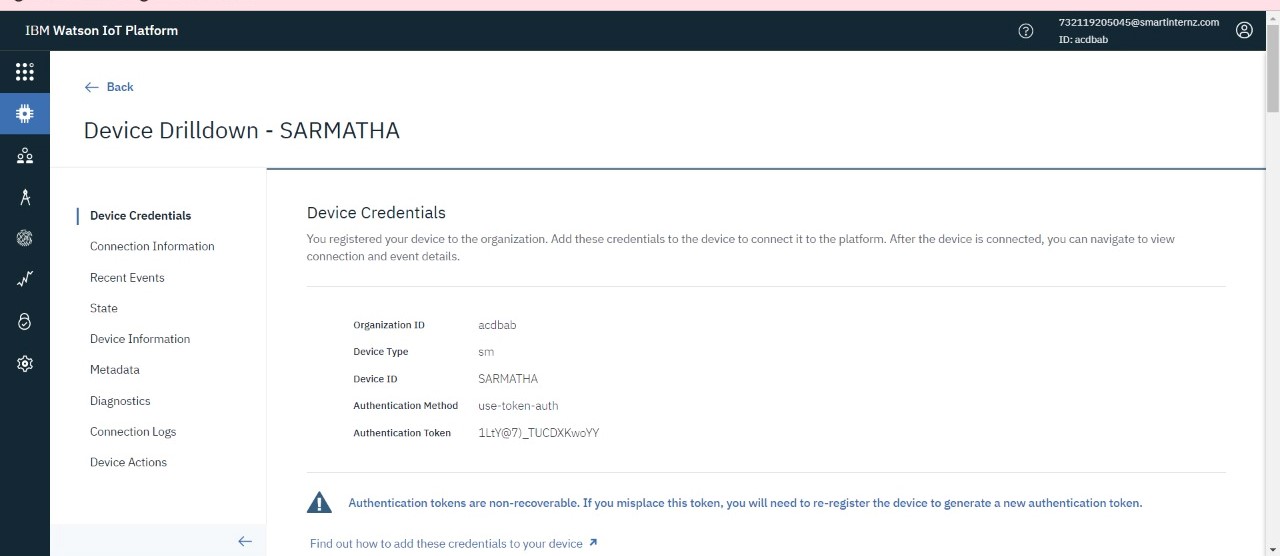 IBM Watson IoT Platform
732119205045@smartinternz.com
ID: acdbab
Back
Device Drilldown - SARMATHA
Device Credentials
Connection Information
Recent Events
State
Device Information
Metadata
Diagnostics
Connection Logs
Device Actions
Device Credentials
You registered your device to the organization. Add these credentials to the device to connect it to the platform. After the device is connected, you can navigate to view
connection and event details.
Organization ID acdbab
Device Type sm
Device ID SARMATHA
Authentication Method use-token-auth
Authentication Token 1LtY@7)_TUCDXKwoYY
Authentication tokens are non-recoverable. If you misplace this token, you will need to re-register the device to generate a new authentication token.
Find out how to add these credentials to your device